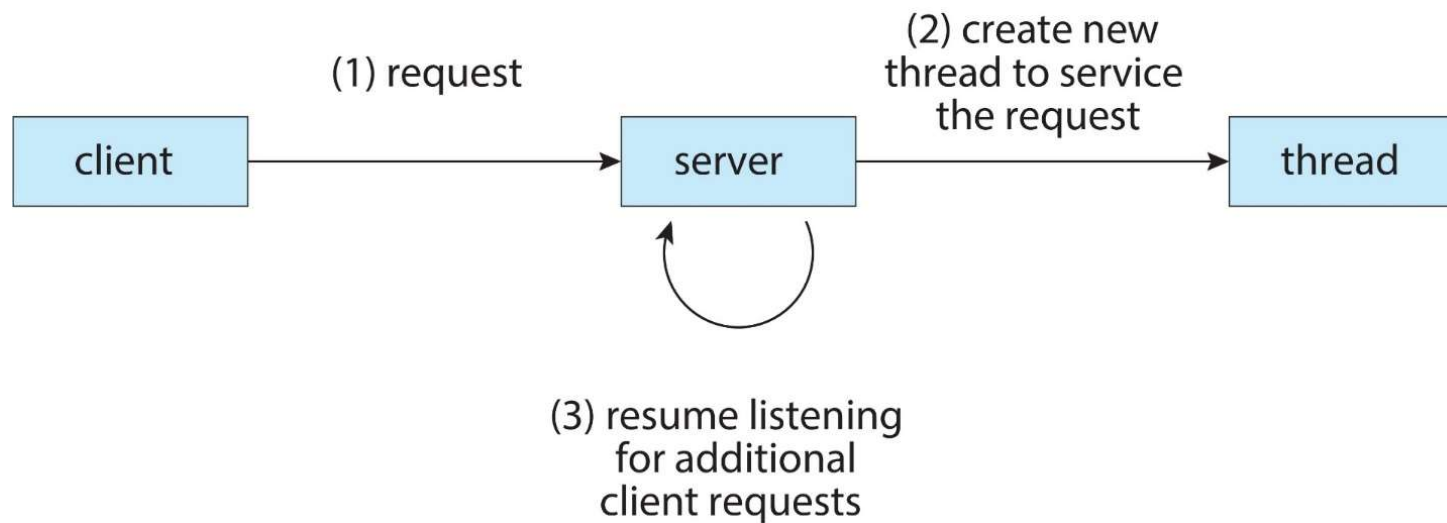 (1) request
(2) create new
thread to service
the request
client
server
thread
(3) resume listening
for additional
client requests